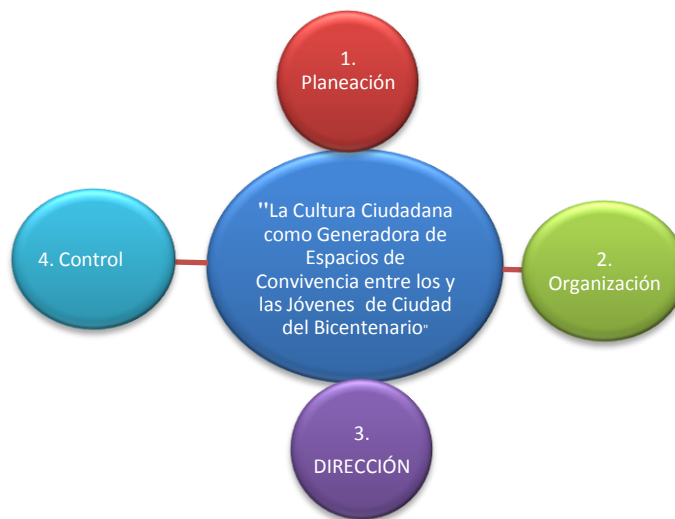 1.
Planeación
"La Cultura Ciudadana
como Generadora de
Espacios de
Convivencia entre los y
las Jóvenes de Ciudad
del Bicentenario"
4. Control
2.
Organización
3.
DIRECCIÓN